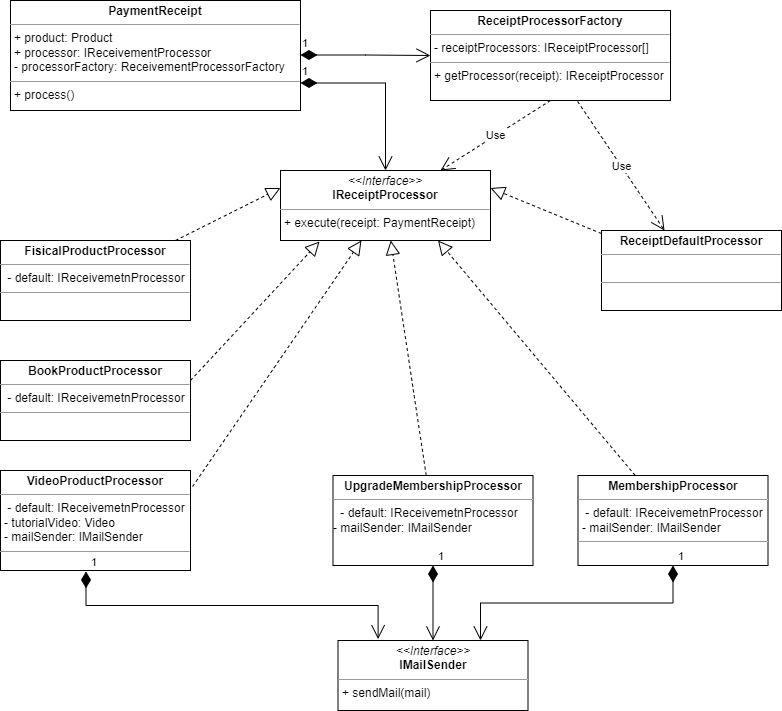 PaymentReceipt
+ product: Product
+ processor: IReceivementProcessor
- processorFactory: ReceivementProcessorFactory
+ process()
1
1
ReceiptProcessorFactory
- receiptProcessors: IReceiptProcessor[]
+ getProcessor(receipt): IReceiptProcessor
Use
Use
<<Interface>>
IReceiptProcessor
+ execute(receipt: PaymentReceipt)
ReceiptDefaultProcessor
FisicalProductProcessor
- default: IReceivemetnProcessor
BookProductProcessor
- default: IReceivemetnProcessor
VideoProductProcessor
- default: IReceivemetnProcessor
- tutorialVideo: Video
- mailSender: IMailSender
1
UpgradeMembershipProcessor
- default: IReceivemetnProcessor
- mailSender: IMailSender
1
MembershipProcessor
- default: IReceivemetnProcessor
- mailSender: IMailSender
1
<<Interface>>
IMailSender
+ sendMail(mail)